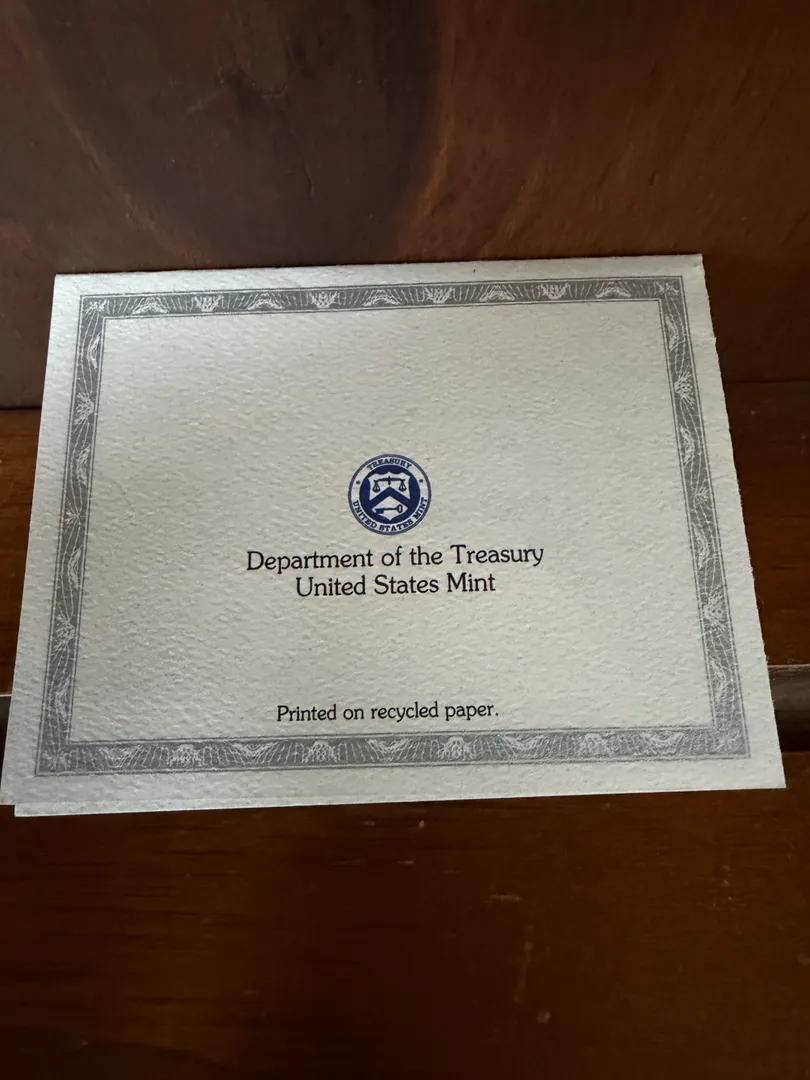 TREASURY
UNITED STATES MINT
Department of the Treasury
United States Mint
Printed on recycled paper.